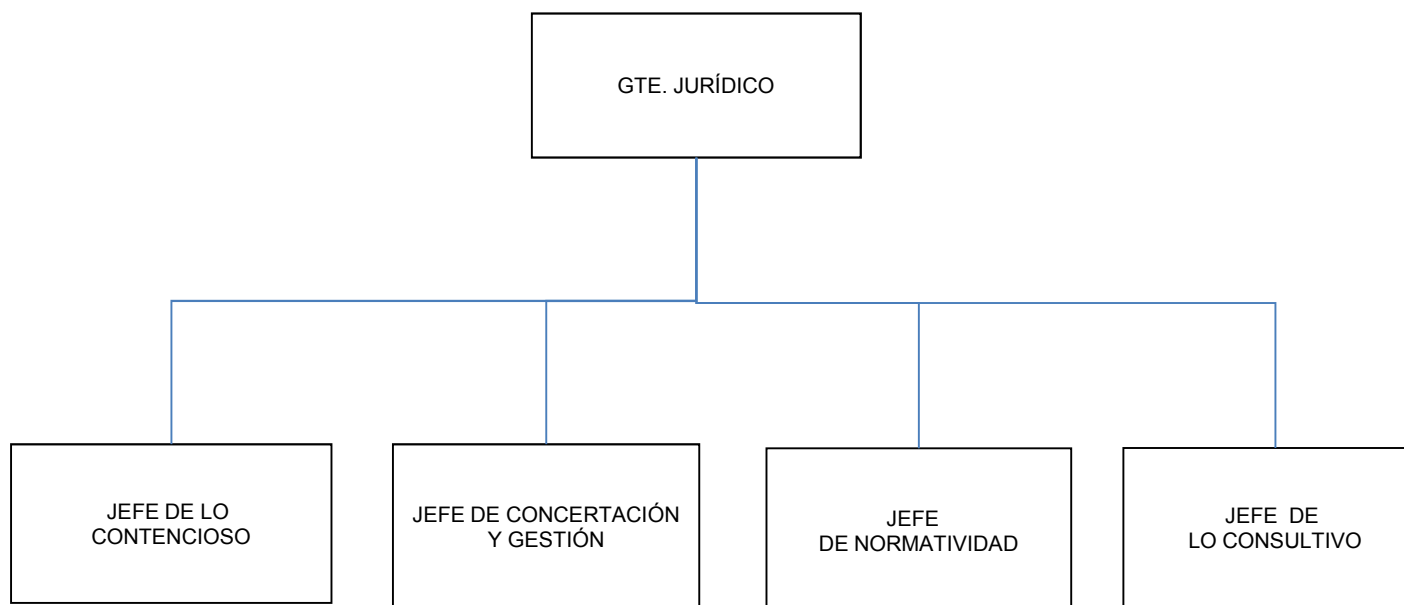 GTE. JURÍDICO
JEFE DE LO
CONTENCIOSO
JEFE DE CONCERTACIÓN
Y GESTIÓN
JEFE
DE NORMATIVIDAD
JEFE DE
LO CONSULTIVO